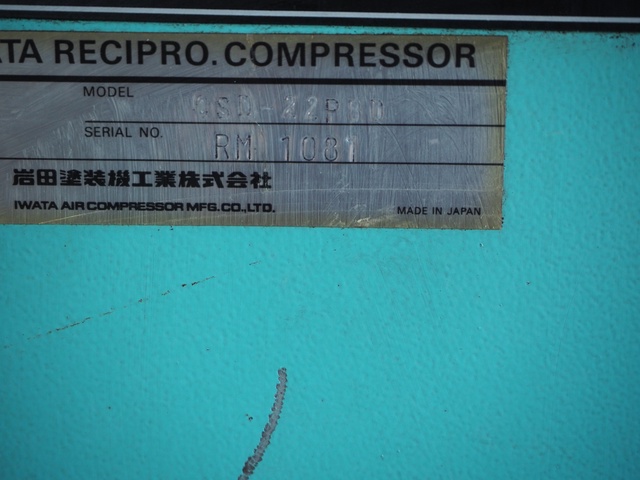 ATA RECIPRO. COMPRESSOR
MODEL
SERIAL NO. RM 1081
岩田塗装機工業株式会社
IWATA AIR COMPRESSOR MFG. CO., LTD. MADE IN JAPAN